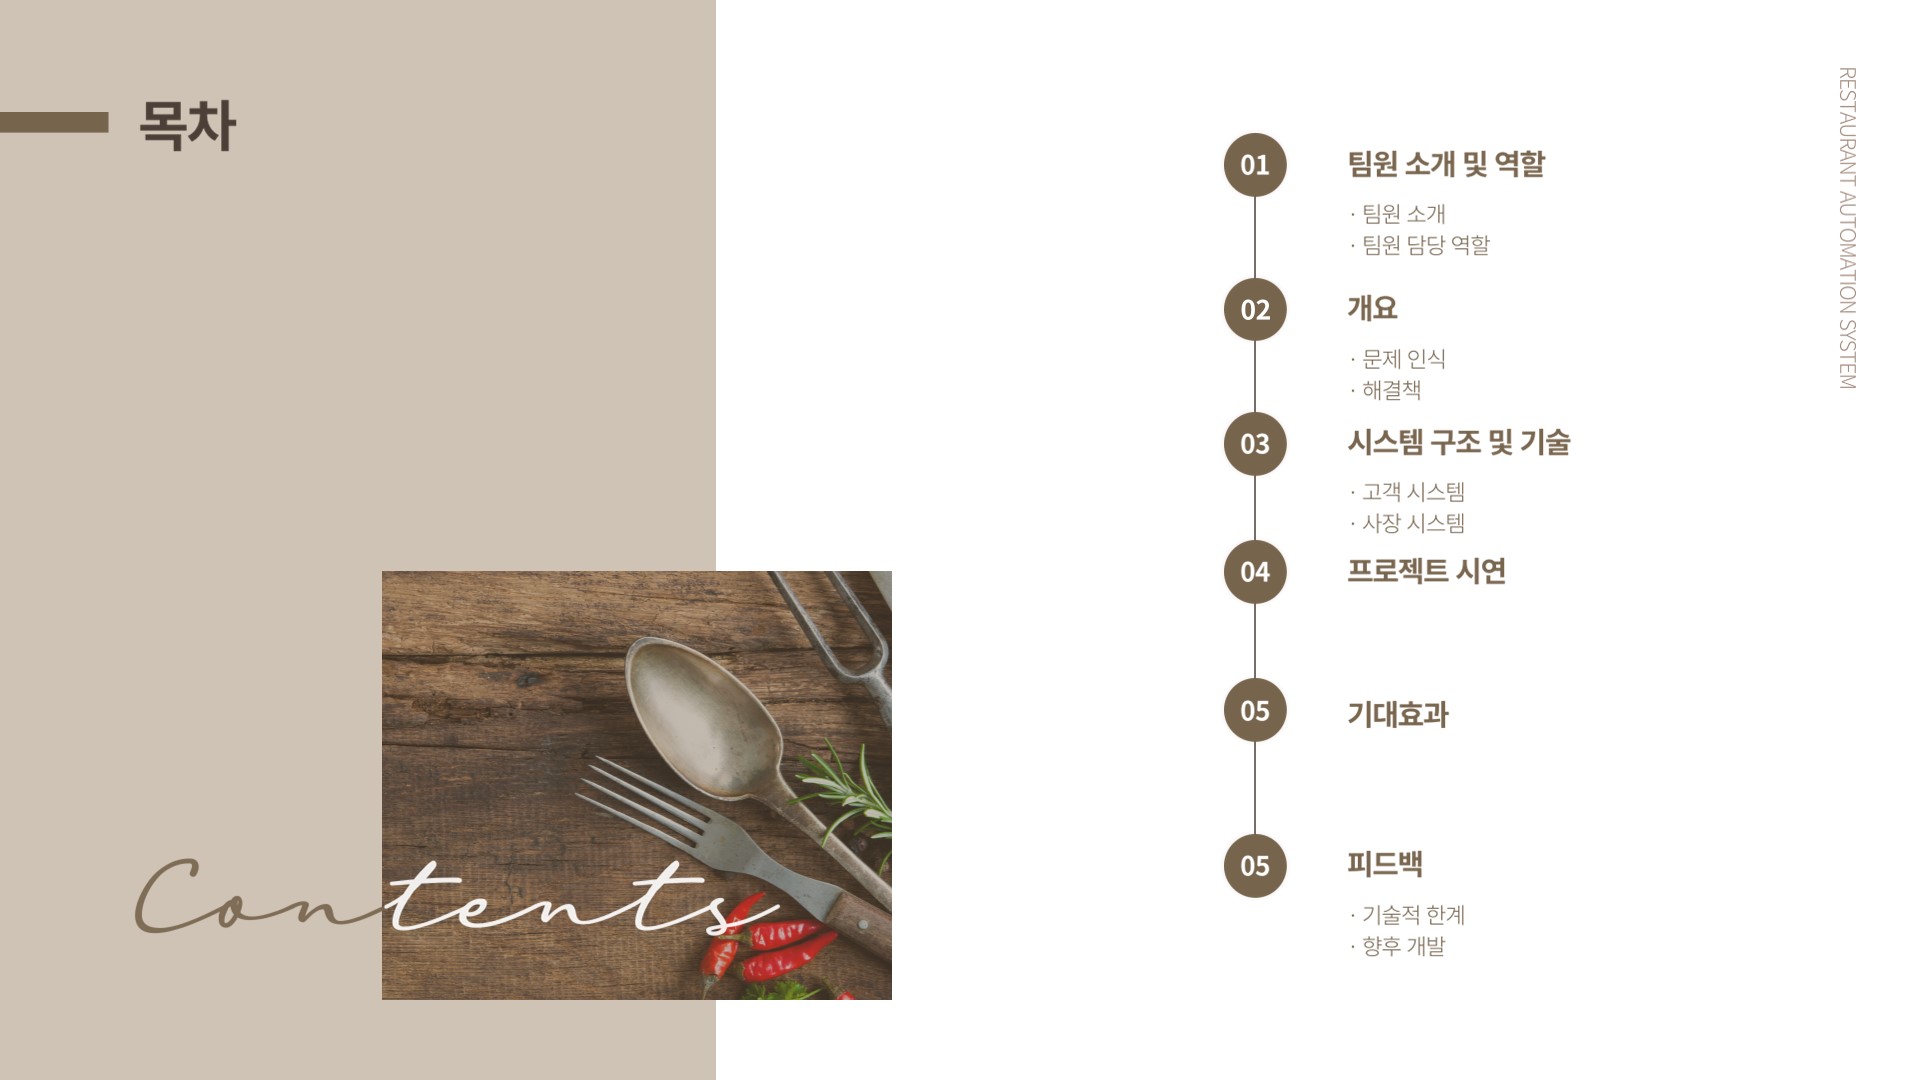 목차
Contents
01
팀원 소개 및 역할
· 팀원 소개
· 팀원 담당 역할
02
개요
· 문제 인식
· 해결책
03
시스템 구조 및 기술
· 고객 시스템
· 사장 시스템
04
프로젝트 시연
05
기대효과
05
피드백
· 기술적 한계
· 향후 개발
RESTAURANT AUTOMATION SYSTEM